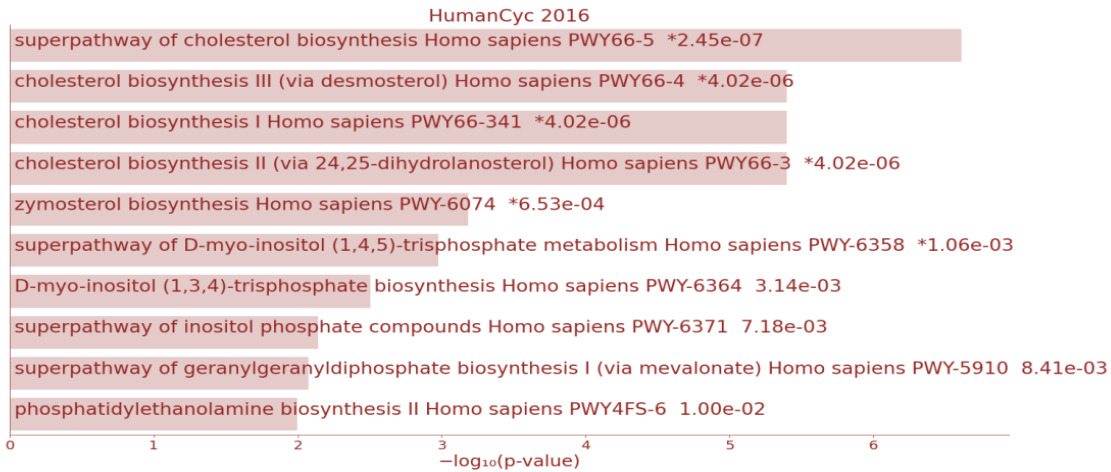 HumanCyc 2016
superpathway of cholesterol biosynthesis Homo sapiens PWY66-5  *2.45e-07
cholesterol biosynthesis III (via desmosterol) Homo sapiens PWY66-4  *4.02e-06
cholesterol biosynthesis I Homo sapiens PWY66-341  *4.02e-06
cholesterol biosynthesis II (via 24,25-dihydrolanosterol) Homo sapiens PWY66-3  *4.02e-06
zymosterol biosynthesis Homo sapiens PWY-6074  *6.53e-04
superpathway of D-myo-inositol (1,4,5)-trisphosphate metabolism Homo sapiens PWY-6358  *1.06e-03
D-myo-inositol (1,3,4)-trisphosphate biosynthesis Homo sapiens PWY-6364  3.14e-03
superpathway of inositol phosphate compounds Homo sapiens PWY-6371  7.18e-03
superpathway of geranylgeranyldiphosphate biosynthesis I (via mevalonate) Homo sapiens PWY-5910  8.41e-03
phosphatidylethanolamine biosynthesis II Homo sapiens PWY4FS-6  1.00e-02
0 1 2 3 4 5 6
−log₁₀(p-value)